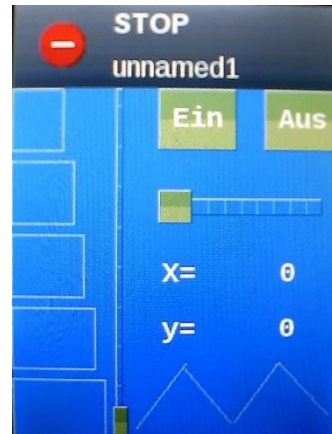 STOP
unnamed1
Ein Aus
X= 0
y= 0